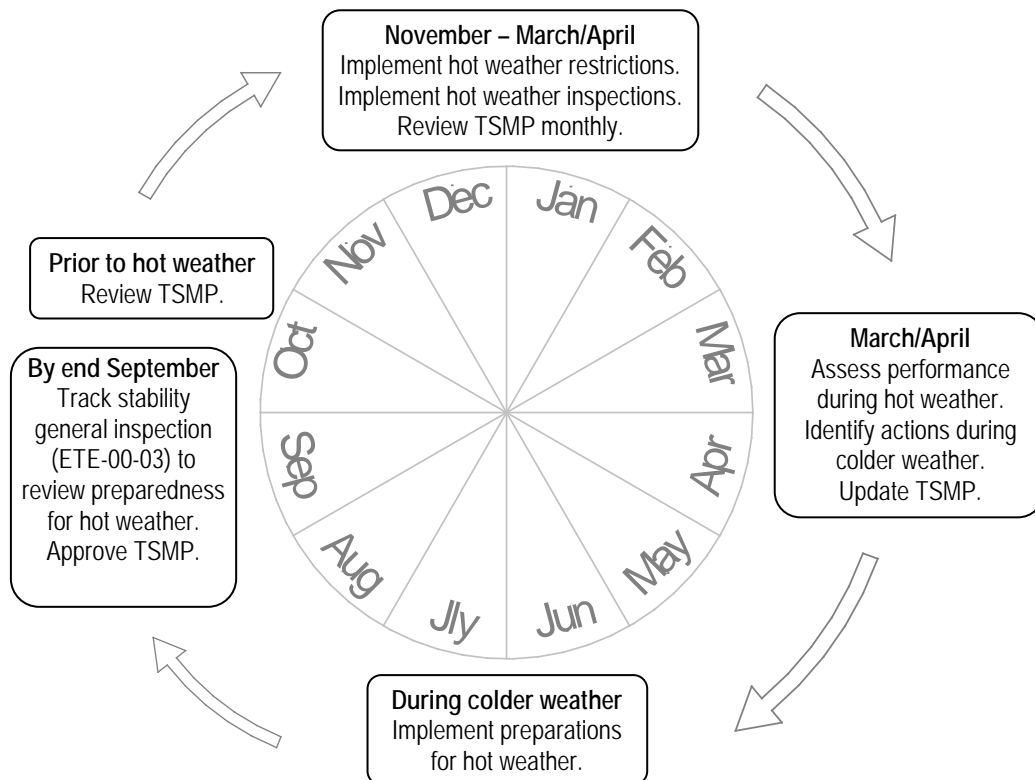 November – March/April
Implement hot weather restrictions.
Implement hot weather inspections.
Review TSMP monthly.
Dec
Jan
Nov
Feb
Prior to hot weather
Review TSMP.
Oct
Mar
March/April
Assess performance
during hot weather.
Identify actions during
colder weather.
Update TSMP.
By end September
Track stability
general inspection
(ETE-00-03) to
review preparedness
for hot weather.
Approve TSMP.
Sep
Apr
Aug
May
Jly
Jun
During colder weather
Implement preparations
for hot weather.